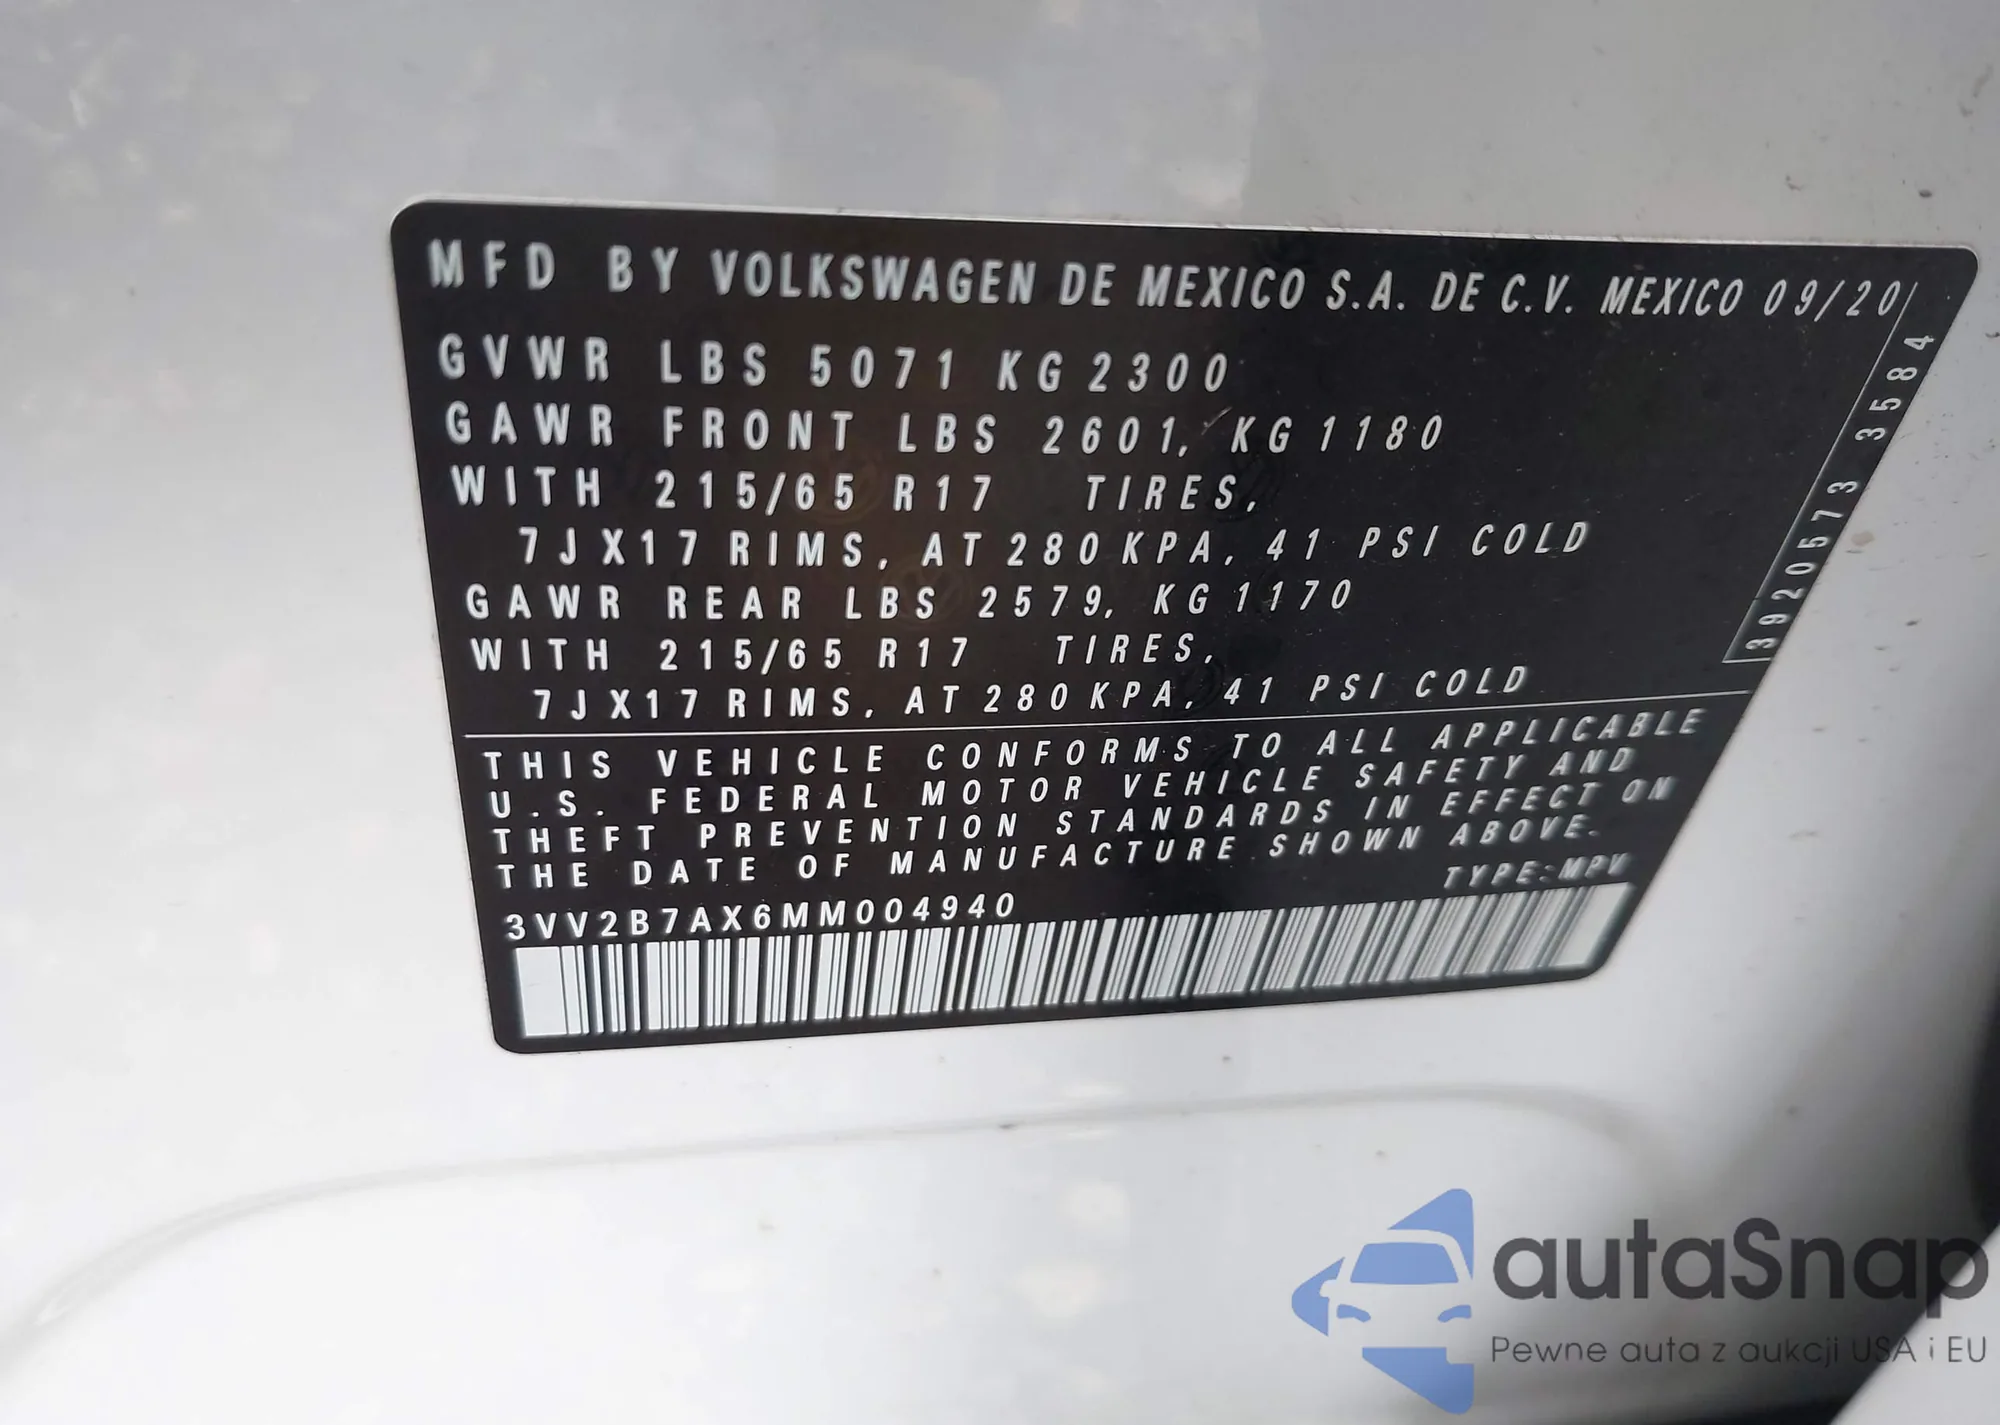 MFD BY VOLKSWAGEN DE MEXICO S.A. DE C.V. MEXICO 09/20
GVWR LBS 5071 KG 2300
GAWR FRONT LBS 2601, KG 1180
WITH 215/65 R17 TIRES,
7JX17 RIMS, AT 280 KPA, 41 PSI COLD
GAWR REAR LBS 2579, KG 1170
WITH 215/65 R17 TIRES,
7JX17 RIMS, AT 280 KPA, 41 PSI COLD
3920573 3584
THIS VEHICLE CONFORMS TO ALL APPLICABLE
U.S. FEDERAL MOTOR VEHICLE SAFETY AND
THEFT PREVENTION STANDARDS IN EFFECT ON
THE DATE OF MANUFACTURE SHOWN ABOVE.
TYPE: MPV
3VV2B7AX6MM004940
autaSnap
Pewne auta z aukcji USA i EU